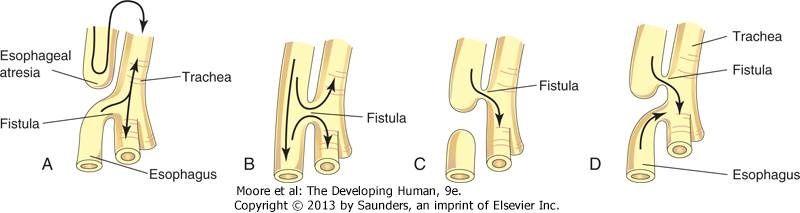 Esophageal
atresia
Trachea
Fistula
A
Esophagus
B
Fistula
C
Fistula
Trachea
Fistula
D
Esophagus
Moore et al: The Developing Human, 9e.
Copyright © 2013 by Saunders, an imprint of Elsevier Inc.